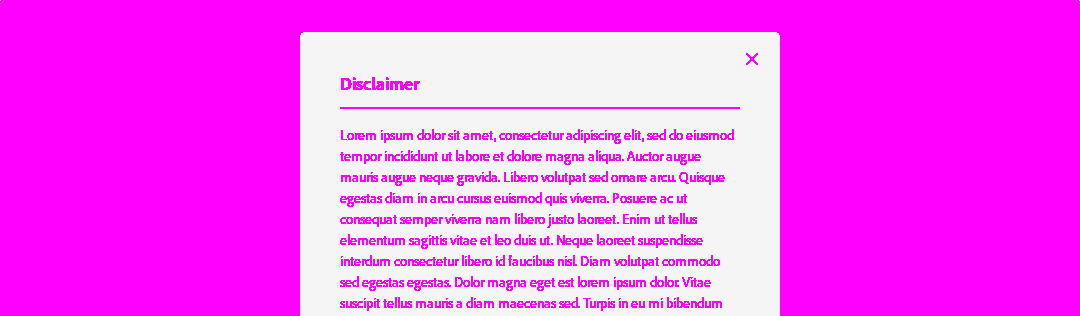 Disclaimer
Lorem ipsum dolor sit amet, consectetur adipiscing elit, sed do eiusmod
tempor incididunt ut labore et dolore magna aliqua. Auctor augue
mauris augue neque gravida. Libero volutpat sed ornare arcu. Quisque
egestas diam in arcu cursus euismod quis viverra. Posuere ac ut
consequat semper viverra nam libero justo laoreet. Enim ut tellus
elementum sagittis vitae et leo duis ut. Neque laoreet suspendisse
interdum consectetur libero id faucibus nisl. Diam volutpat commodo
sed egestas egestas. Dolor magna eget est lorem ipsum dolor. Vitae
suscipit tellus mauris a diam maecenas sed. Turpis in eu mi bibendum